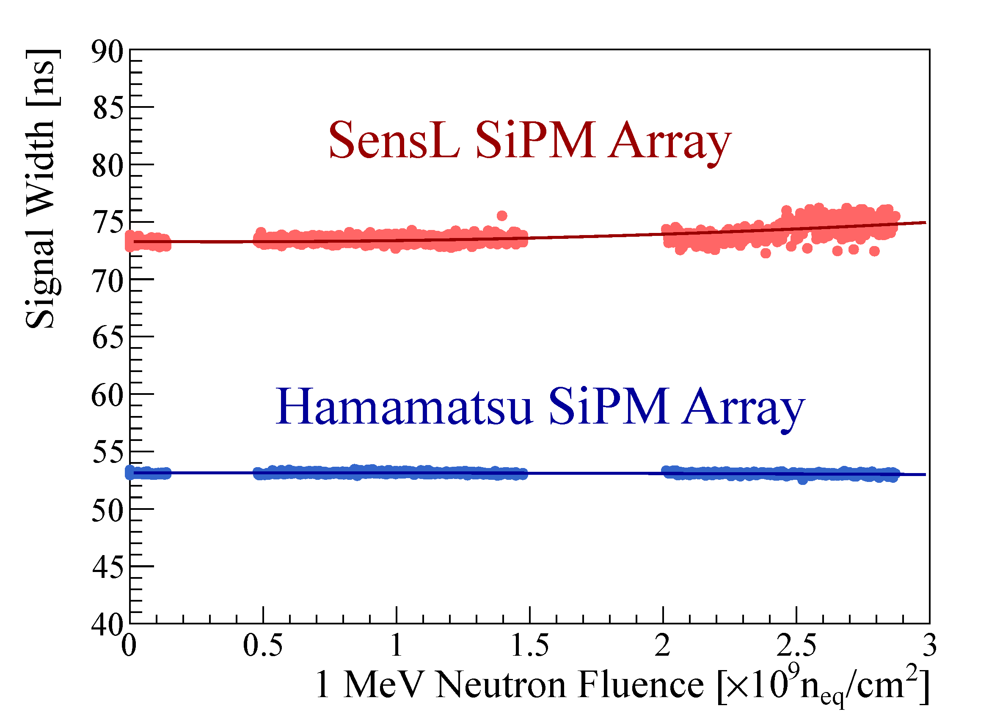 Signal Width [ns]
90
85
80
75
70
65
60
55
50
45
40
SensL SiPM Array
Hamamatsu SiPM Array
0 0.5 1 1.5 2 2.5 3
1 MeV Neutron Fluence [×10⁹n_eq/cm²]